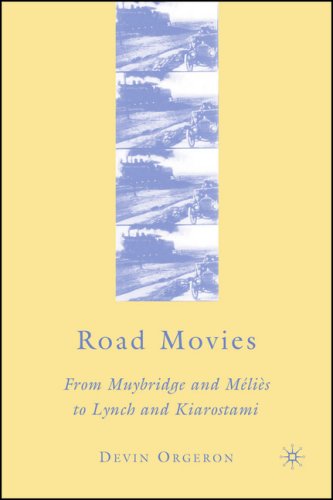 Road Movies
From Muybridge and Méliès
to Lynch and Kiarostami
Devin Orgeron